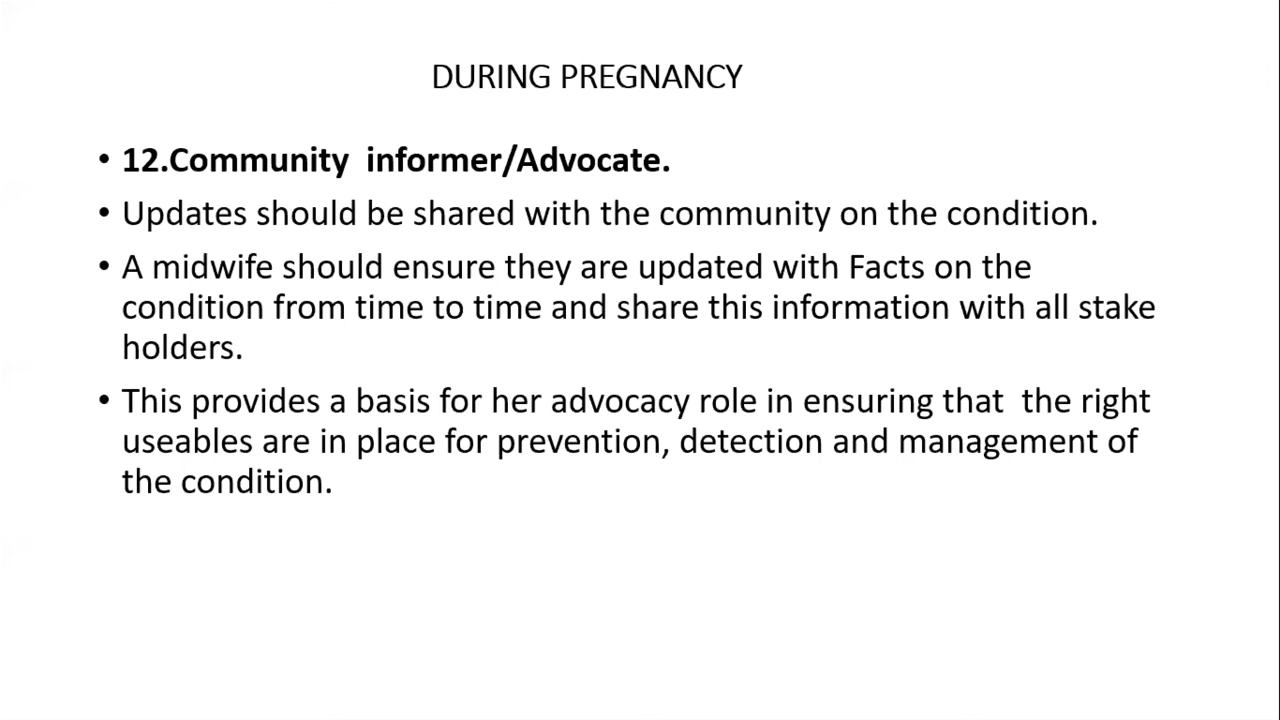 DURING PREGNANCY
• 12.Community  informer/Advocate.
• Updates should be shared with the community on the condition.
• A midwife should ensure they are updated with Facts on the
condition from time to time and share this information with all stake
holders.
• This provides a basis for her advocacy role in ensuring that  the right
useables are in place for prevention, detection and management of
the condition.